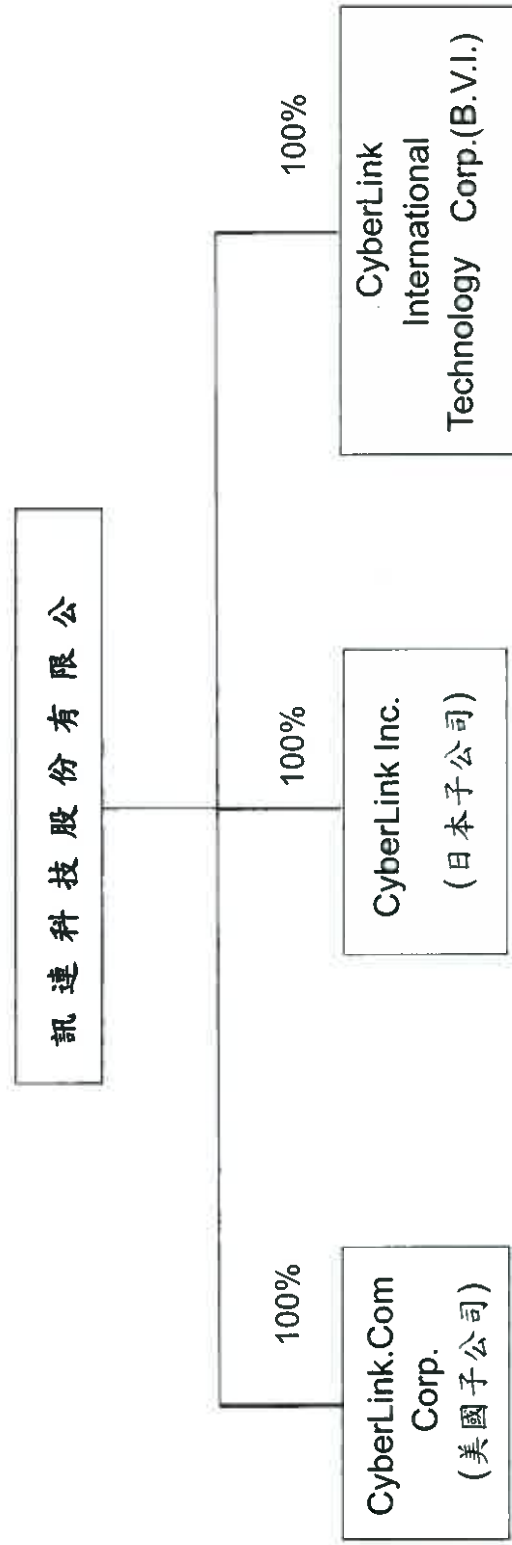 訊連科技股份有限公
100%
100%
100%
CyberLink.Com
Corp.
(美國子公司)
CyberLink Inc.
(日本子公司)
CyberLink
International
Technology Corp.(B.V.I.)